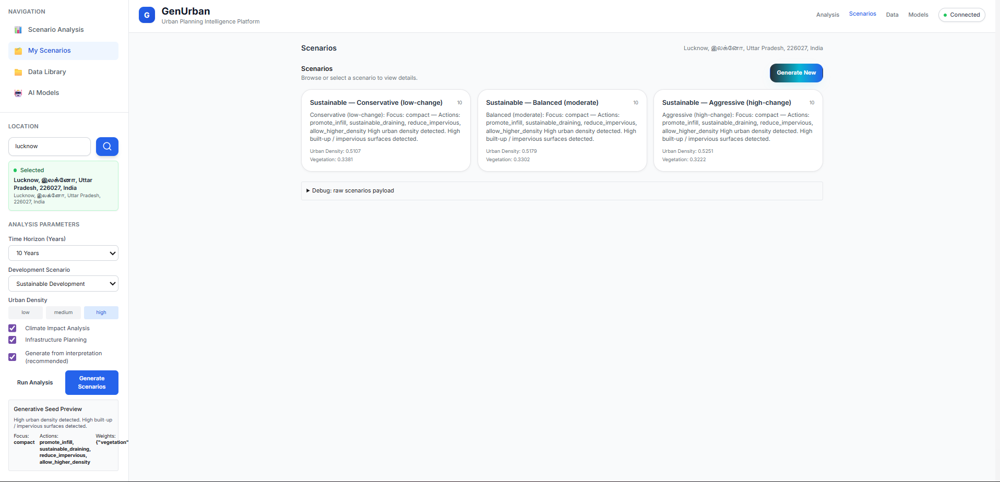 NAVIGATION
Scenario Analysis
My Scenarios
Data Library
AI Models
LOCATION
lucknow
Selected
Lucknow, இலக்னோ, Uttar
Pradesh, 226027, India
Lucknow, இலக்னோ, Uttar Pradesh,
226027, India
ANALYSIS PARAMETERS
Time Horizon (Years)
10 Years
Development Scenario
Sustainable Development
Urban Density
low medium high
Climate Impact Analysis
Infrastructure Planning
Generate from interpretation
(recommended)
Run Analysis
Generate
Scenarios
Generative Seed Preview
High urban density detected. High built-up
/ impervious surfaces detected.
Focus:
compact
Actions:
promote_infill,
sustainable_draining,
reduce_impervious,
allow_higher_density
Weights:
{"vegetation"
G
GenUrban
Urban Planning Intelligence Platform
Analysis Scenarios Data Models Connected
Scenarios
Lucknow, இலக்னோ, Uttar Pradesh, 226027, India
Scenarios
Browse or select a scenario to view details.
Generate New
Sustainable — Conservative (low-change) 10
Conservative (low-change): Focus: compact — Actions:
promote_infill, sustainable_draining, reduce_impervious,
allow_higher_density High urban density detected. High
built-up / impervious surfaces detected.
Urban Density: 0.5107
Vegetation: 0.3381
Sustainable — Balanced (moderate) 10
Balanced (moderate): Focus: compact — Actions:
promote_infill, sustainable_draining, reduce_impervious,
allow_higher_density High urban density detected. High
built-up / impervious surfaces detected.
Urban Density: 0.5179
Vegetation: 0.3302
Sustainable — Aggressive (high-change) 10
Aggressive (high-change): Focus: compact — Actions:
promote_infill, sustainable_draining, reduce_impervious,
allow_higher_density High urban density detected. High
built-up / impervious surfaces detected.
Urban Density: 0.5251
Vegetation: 0.3222
Debug: raw scenarios payload